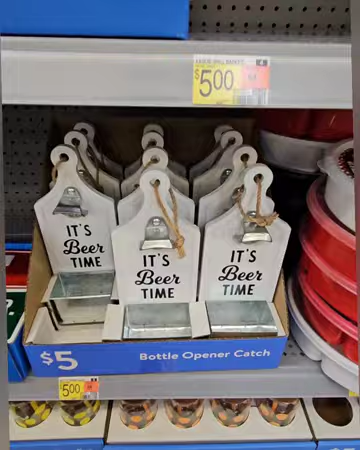 $5.00
IT'S
Beer
TIME
IT'S
Beer
TIME
IT'S
Beer
TIME
$5
Bottle Opener Catch
$5.00